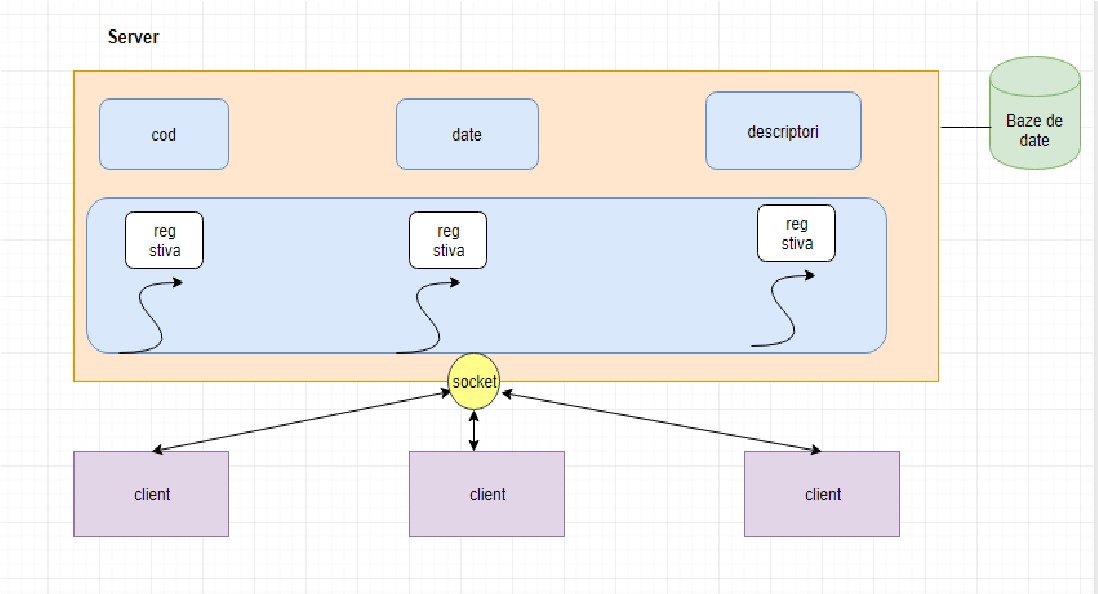 Server
cod
date
descriptori
Baze de
date
reg
stiva
reg
stiva
reg
stiva
socket
client
client
client